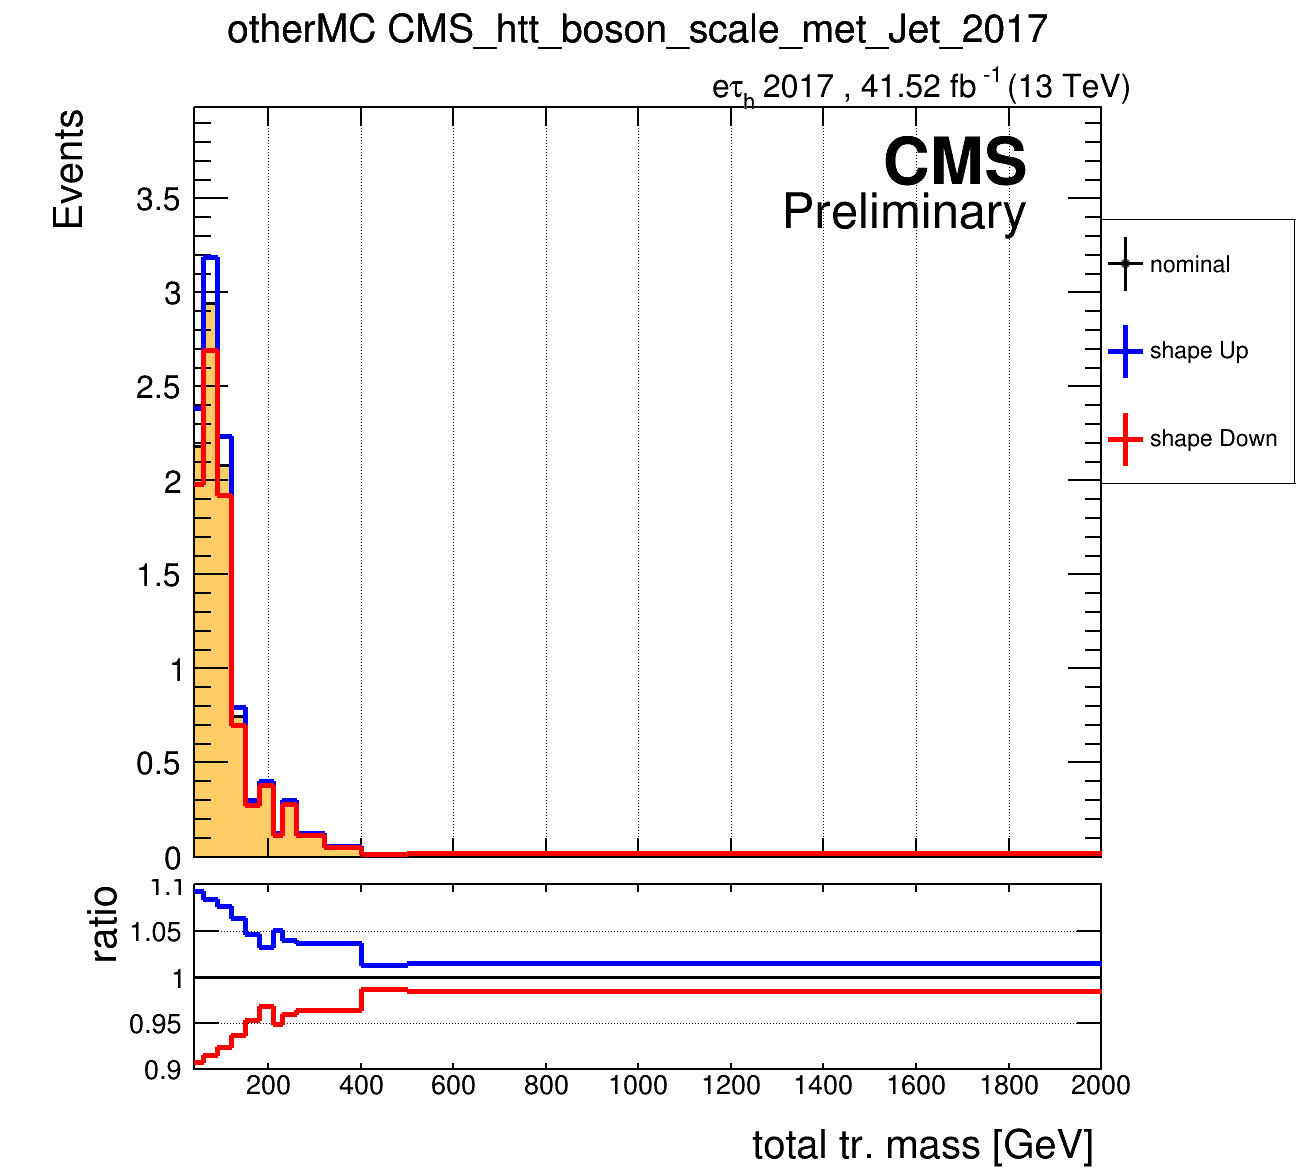 otherMC CMS_htt_boson_scale_met_Jet_2017
eτh 2017 , 41.52 fb -1 (13 TeV)
Events
CMS
Preliminary
3.5
3
2.5
2
1.5
1
0.5
0
nominal
shape Up
shape Down
ratio
1.1
1.05
1
0.95
0.9
200 400 600 800 1000 1200 1400 1600 1800 2000
total tr. mass [GeV]